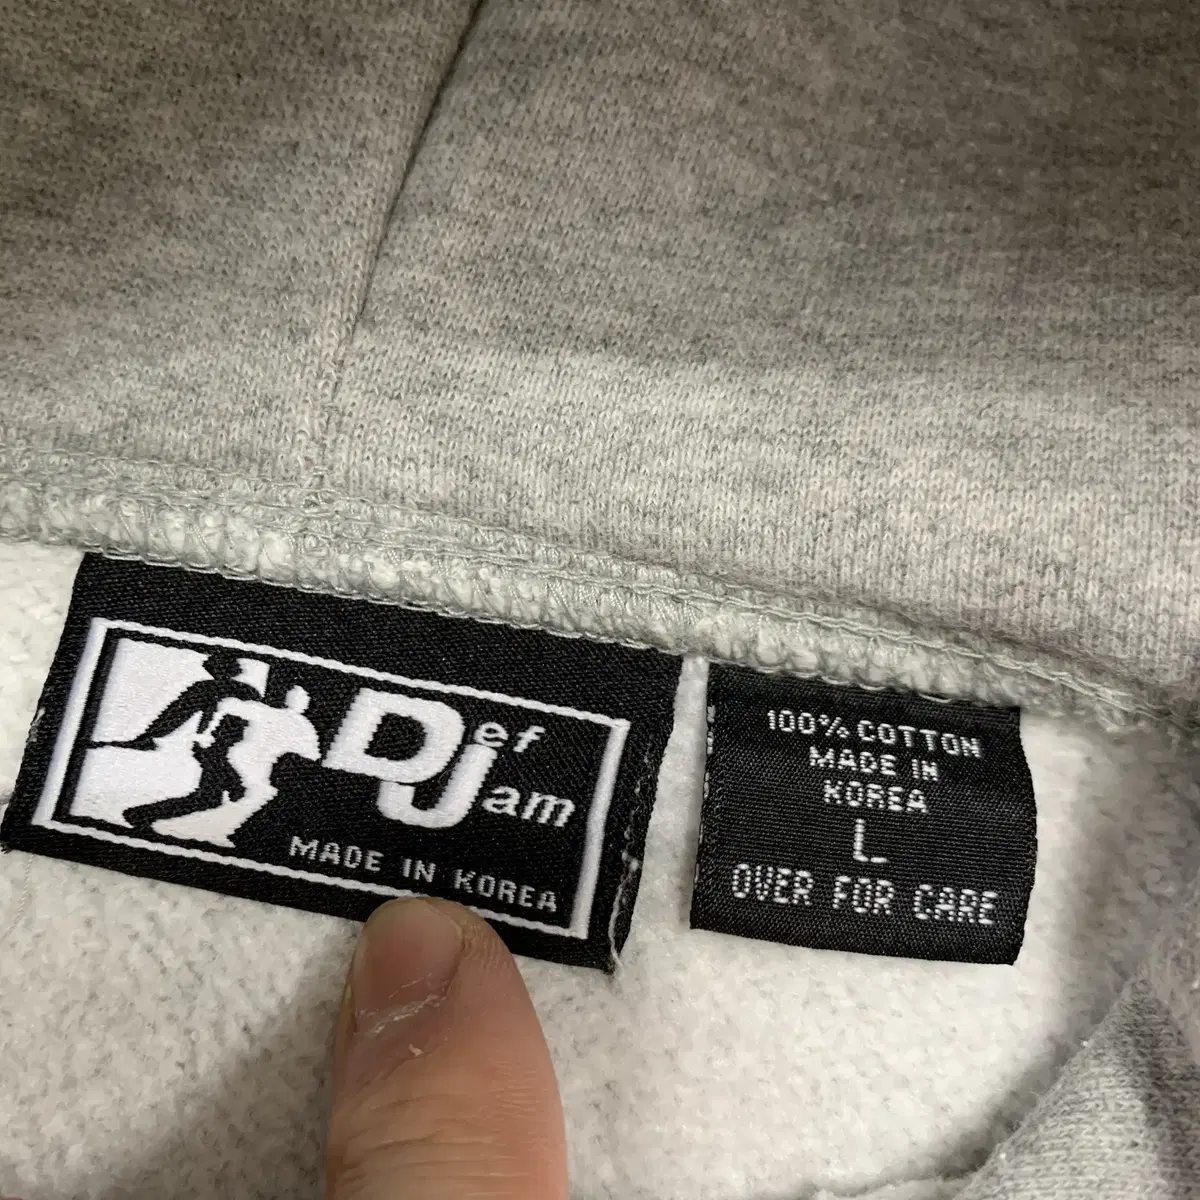 Def
Jam
MADE IN KOREA
100% COTTON
MADE IN
KOREA
L
OVER FOR CARE